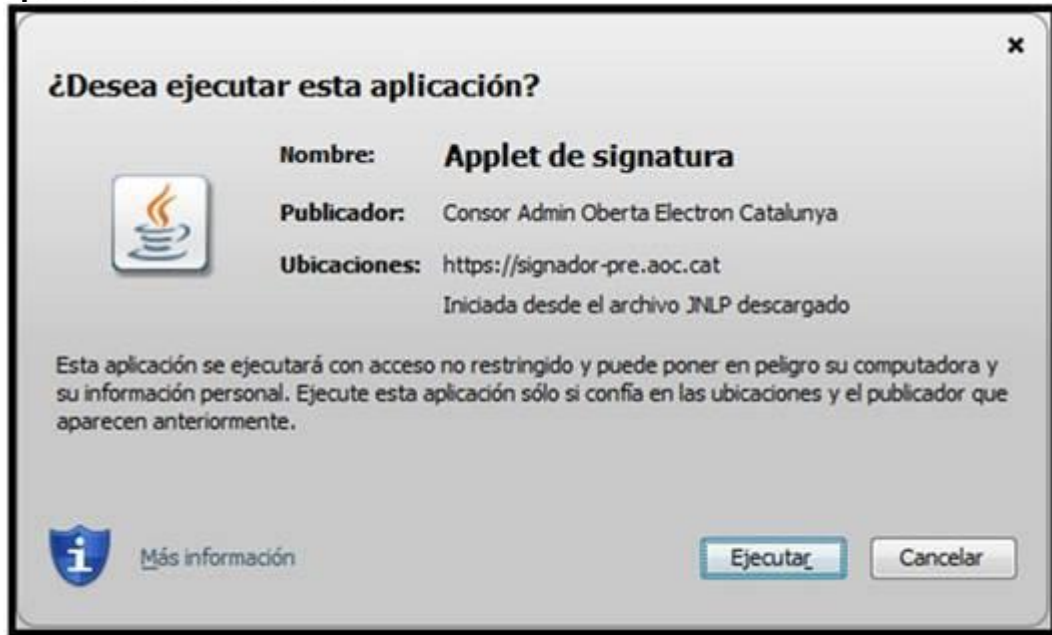 ¿Desea ejecutar esta aplicación?
Nombre: Applet de signatura
Publicador: Consor Admin Oberta Electron Catalunya
Ubicaciones: https://signador-pre.aoc.cat
Iniciada desde el archivo JNLP descargado
Esta aplicación se ejecutará con acceso no restringido y puede poner en peligro su computadora y
su información personal. Ejecute esta aplicación sólo si confía en las ubicaciones y el publicador que
aparecen anteriormente.
Más información
Ejecutar Cancelar